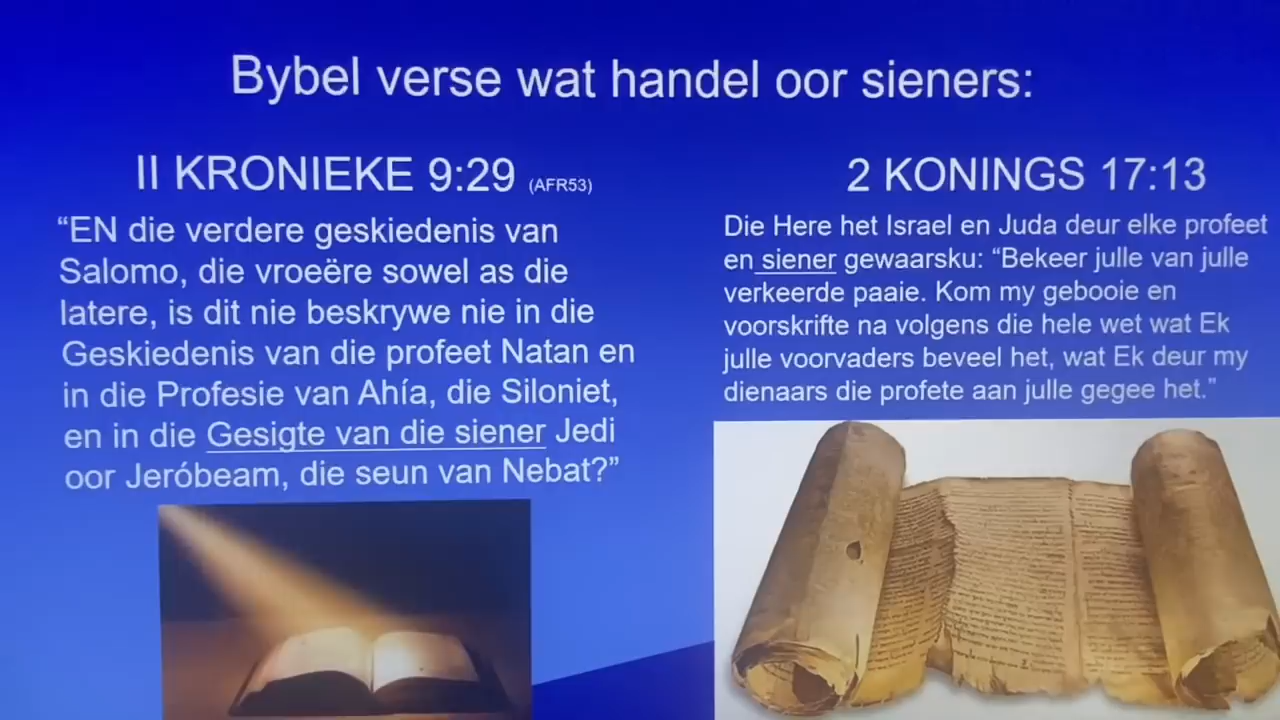 Bybel verse wat handel oor sieners:
II KRONIEKE 9:29 (AFR53)
“EN die verdere geskiedenis van
Salomo, die vroeëre sowel as die
latere, is dit nie beskrywe nie in die
Geskiedenis van die profeet Natan en
in die Profesie van Ahía, die Siloniet,
en in die Gesigte van die siener Jedi
oor Jeróbeam, die seun van Nebat?”
2 KONINGS 17:13
Die Here het Israel en Juda deur elke profeet
en siener gewaarsku: “Bekeer julle van julle
verkeerde paaie. Kom my gebooie en
voorskrifte na volgens die hele wet wat Ek
julle voorvaders beveel het, wat Ek deur my
dienaars die profete aan julle gegee het.”